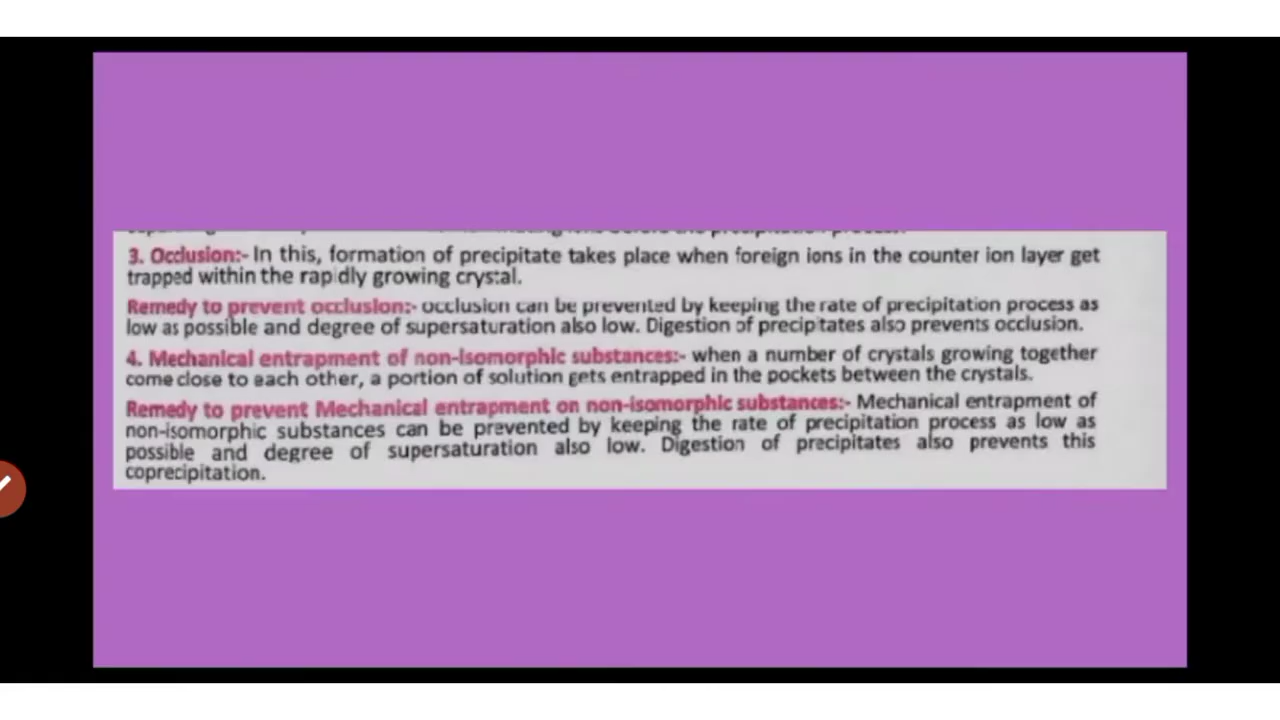 3. Occlusion:- In this, formation of precipitate takes place when foreign ions in the counter ion layer get
trapped within the rapidly growing crystal.
Remedy to prevent occlusion:- occlusion can be prevented by keeping the rate of precipitation process as
low as possible and degree of supersaturation also low. Digestion of precipitates also prevents occlusion.
4. Mechanical entrapment of non-isomorphic substances:- when a number of crystals growing together
come close to each other, a portion of solution gets entrapped in the pockets between the crystals.
Remedy to prevent Mechanical entrapment on non-isomorphic substances:- Mechanical entrapment of
non-isomorphic substances can be prevented by keeping the rate of precipitation process as low as
possible and degree of supersaturation also low. Digestion of precipitates also prevents this
coprecipitation.